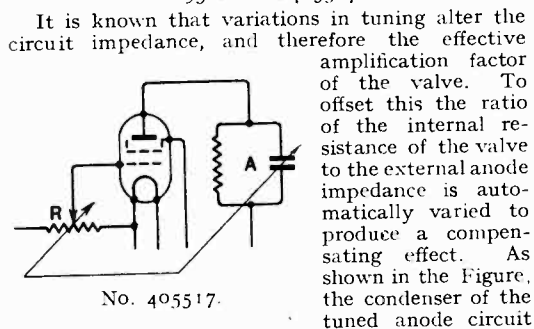 It is known that variations in tuning alter the
circuit impedance, and therefore the effective
amplification factor
of the valve. To
offset this the ratio
of the internal re-
sistance of the valve
to the external anode
impedance is auto-
matically varied to
produce a compen-
sating effect. As
shown in the Figure,
the condenser of the
tuned anode circuit
A
R
No. 405517.